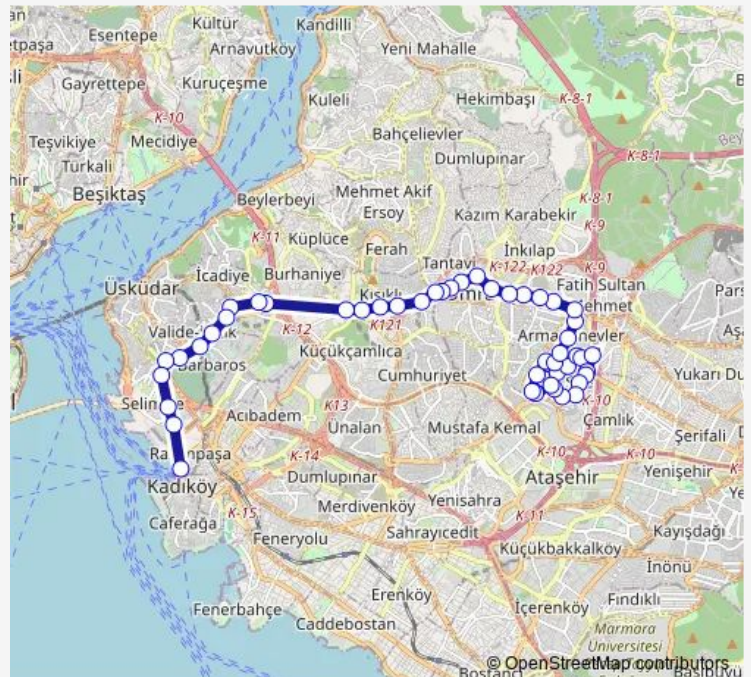 Kültür
Kandilli
Esentepe
Arnavutköy
Yeni Mahalle
Gayrettepe
Kuruçeşme
Kuleli
Hekimbaşı
K-8-1
K-10
Teşvikiye
Mecidiye
Bahçelievler
Türkali
Dumlupınar
K-8-1
Beşiktaş
Beylerbeyi
Mehmet Akif
Ersoy
K-8-1
Kazım Karabekir
K-9
K-11
Küplüce
Ferah
İnkılap
Üsküdar
İcadiye
Burhaniye
Tantavi
K-122
K122
K-9
Fatih Sultan
Kısıklı
K-12
K121
Küçükçamlıca
Barbaros
Cumhuriyet
Yukarı Du
Acıbadem
K13
Ünalan
Mustafa Kemal
K-10
Çamlık
Şerifali
K-14
K-10
K-10
Kadıköy
Dumlupınar
Ataşehir
Yenişehir
Merdivenköy
Yenisahra
Caferağa
K-15
K-11
Feneryolu
Sahrayıcedit
Küçükbakkalköy
Kayışdağı
İnönü
Fenerbahçe
Erenköy
İçerenköy
Fındıklı
Caddebostan
Marmara
Üniversitesi
© OpenStreetMap contributors